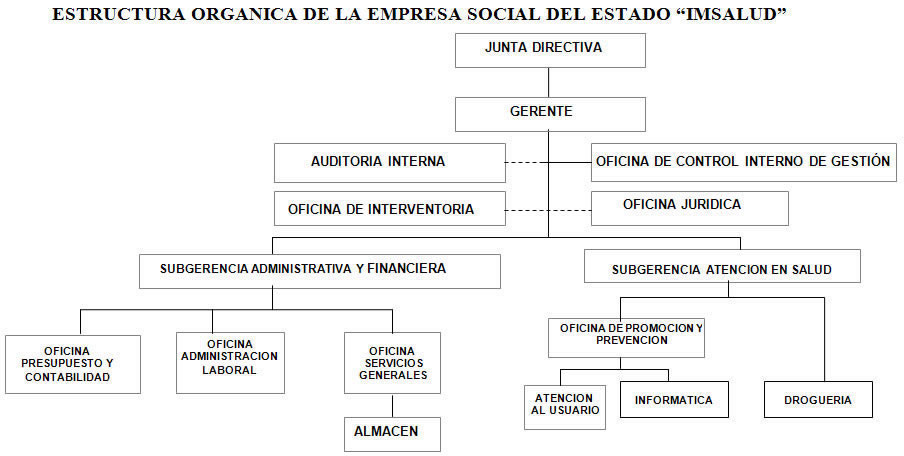 ESTRUCTURA ORGANICA DE LA EMPRESA SOCIAL DEL ESTADO “IMSALUD”
JUNTA DIRECTIVA
GERENTE
AUDITORIA INTERNA
OFICINA DE CONTROL INTERNO DE GESTIÓN
OFICINA DE INTERVENTORIA
OFICINA JURIDICA
SUBGERENCIA ADMINISTRATIVA Y FINANCIERA
SUBGERENCIA ATENCION EN SALUD
OFICINA
PRESUPUESTO Y
CONTABILIDAD
OFICINA
ADMINISTRACION
LABORAL
OFICINA
SERVICIOS
GENERALES
ALMACEN
OFICINA DE PROMOCION Y
PREVENCION
ATENCION
AL USUARIO
INFORMATICA
DROGUERIA